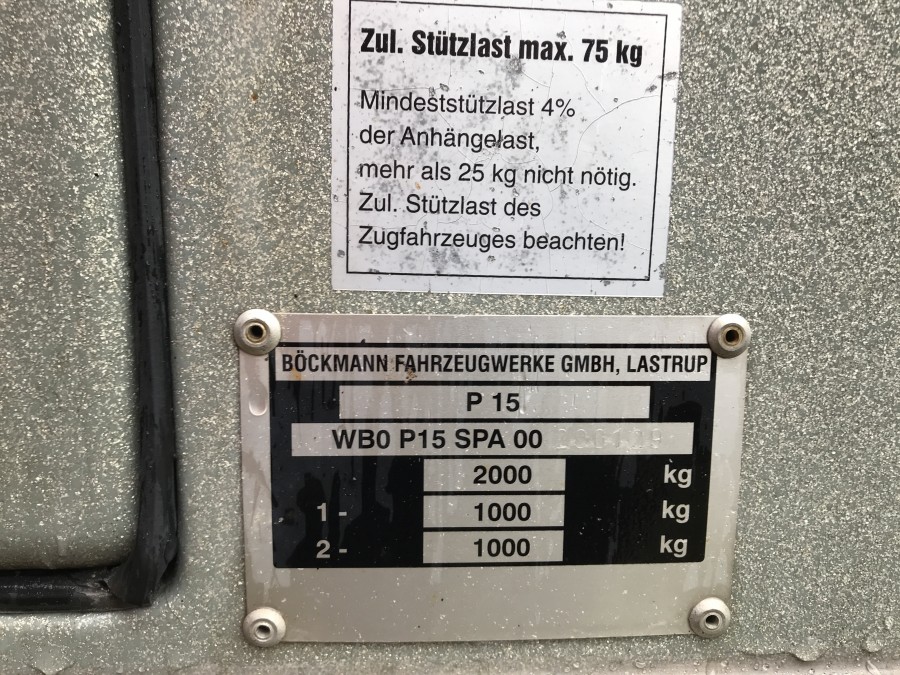 Zul. Stützlast max. 75 kg
Mindeststützlast 4%
der Anhängelast,
mehr als 25 kg nicht nötig.
Zul. Stützlast des
Zugfahrzeuges beachten!
BÖCKMANN FAHRZEUGWERKE GMBH, LASTRUP
P 15
WB0 P15 SPA 00
2000 kg
1 - 1000 kg
2 - 1000 kg